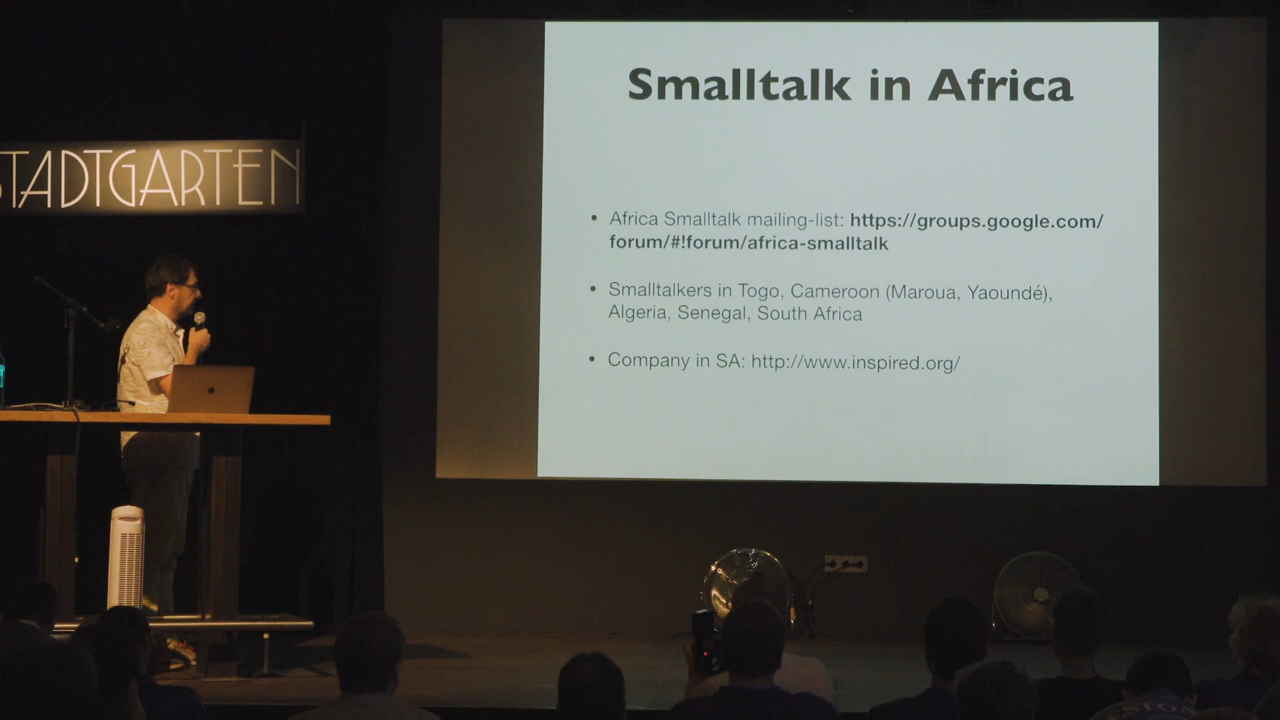 STADTGARTEN
Smalltalk in Africa
• Africa Smalltalk mailing-list: https://groups.google.com/
forum/#!forum/africa-smalltalk
• Smalltalkers in Togo, Cameroon (Maroua, Yaoundé),
Algeria, Senegal, South Africa
• Company in SA: http://www.inspired.org/